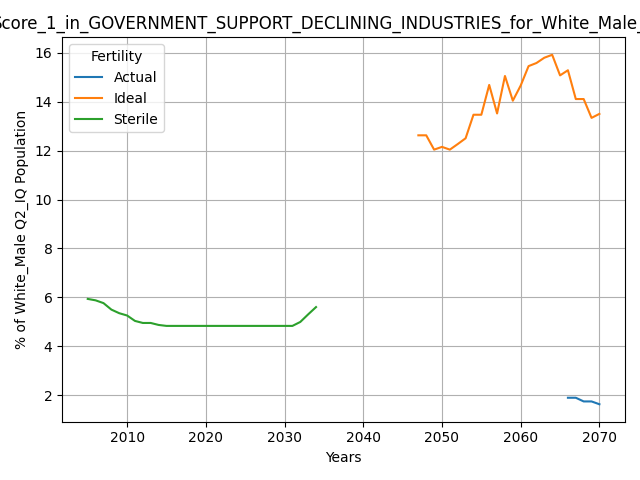 Score_1_in_GOVERNMENT_SUPPORT_DECLINING_INDUSTRIES_for_White_Male_
Fertility
Actual
Ideal
Sterile
% of White_Male Q2_IQ Population
16
14
12
10
8
6
4
2
2010 2020 2030 2040 2050 2060 2070
Years